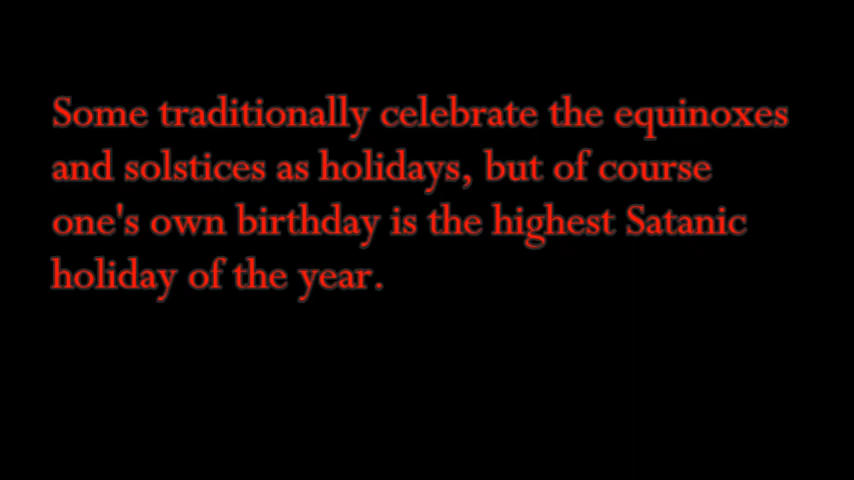 Some traditionally celebrate the equinoxes
and solstices as holidays, but of course
one's own birthday is the highest Satanic
holiday of the year.